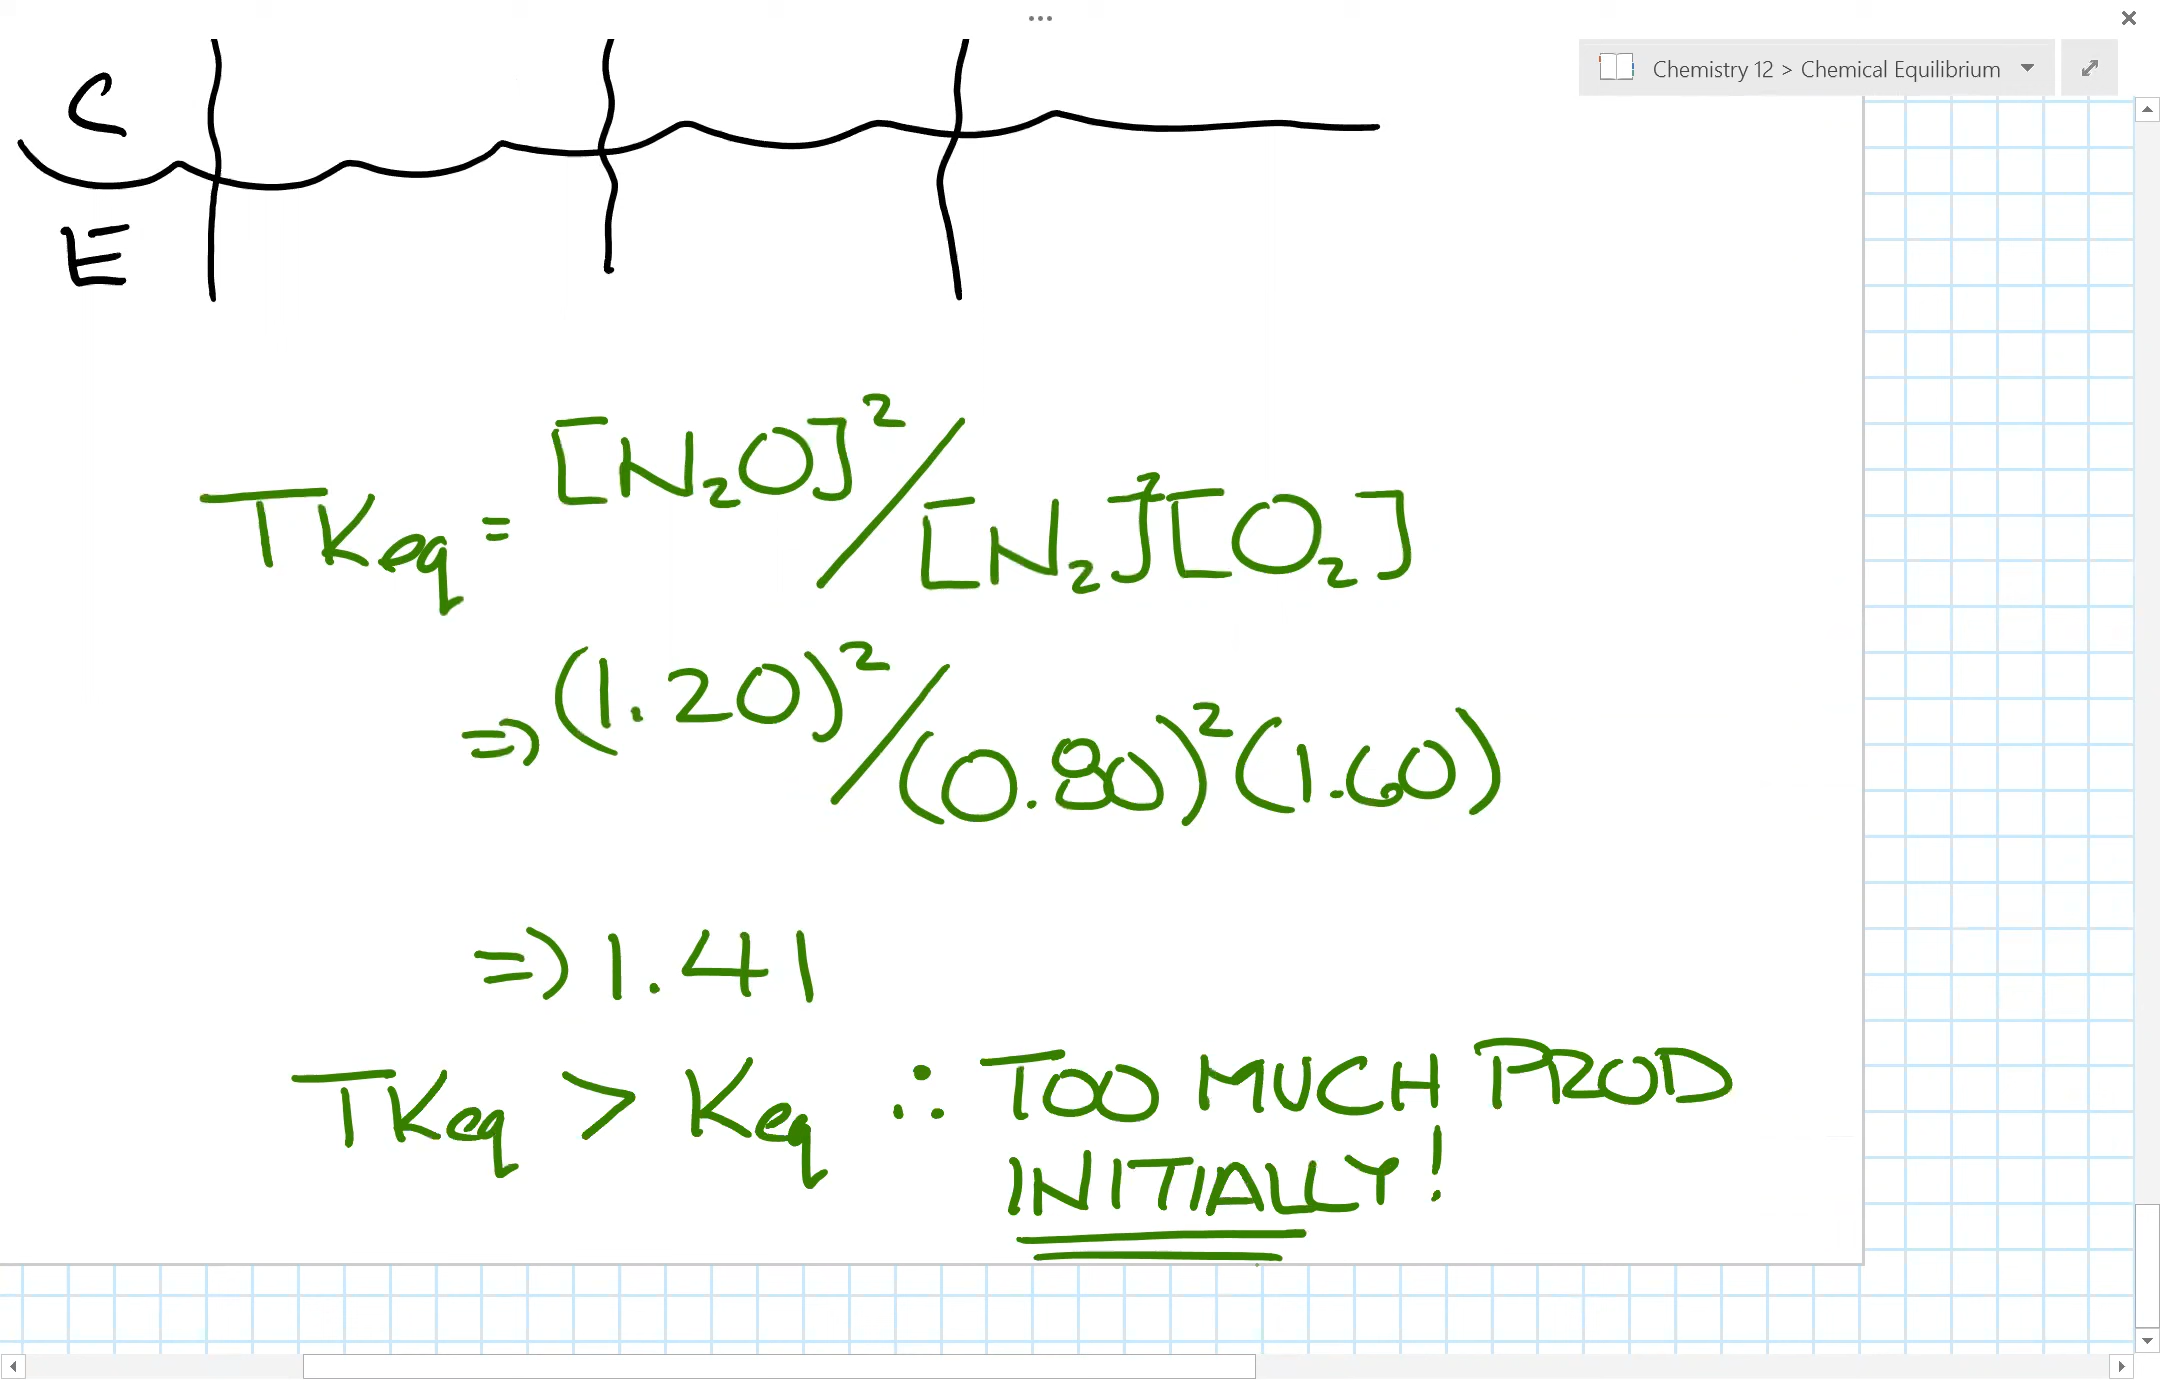 Chemistry 12 > Chemical Equilibrium
C
E
TKeq = [N₂O]² / [N₂]²[O₂]
⇒ (1.20)² / (0.80)²(1.60)
⇒ 1.41
TKeq > Keq ∴ TOO MUCH PROD
INITIALLY!